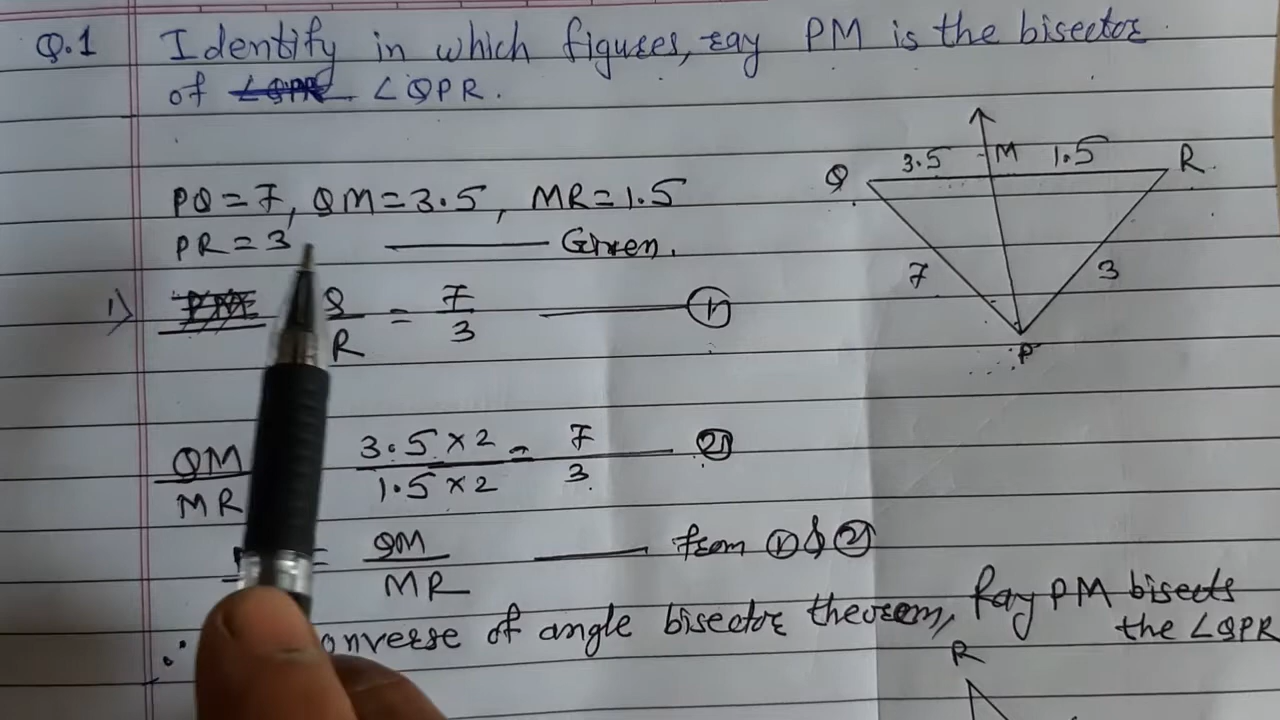 Q.1 Identify in which figures, ray PM is the bisector
of ∠QPR.
PQ = 7, QM = 3.5, MR = 1.5
PR = 3 ——— Given.
1) Q/R = 7/3 ——— ①
QM/MR 3.5 × 2/1.5 × 2 = 7/3 ——— ②
= QM/MR ——— from ① & ②
∴ onverse of angle bisector theorem, Ray PM bisects
the ∠QPR
Q 3.5 M 1.5 R
7 3
P
R